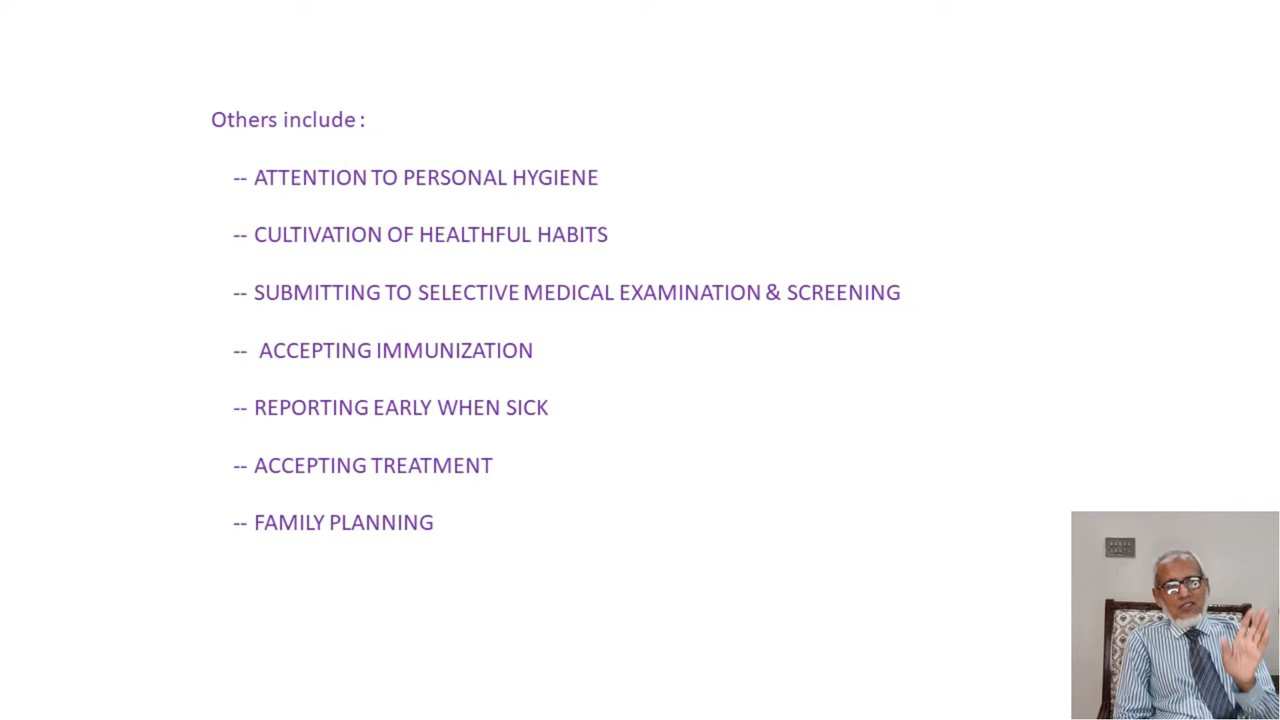 Others include :
-- ATTENTION TO PERSONAL HYGIENE
-- CULTIVATION OF HEALTHFUL HABITS
-- SUBMITTING TO SELECTIVE MEDICAL EXAMINATION & SCREENING
-- ACCEPTING IMMUNIZATION
-- REPORTING EARLY WHEN SICK
-- ACCEPTING TREATMENT
-- FAMILY PLANNING